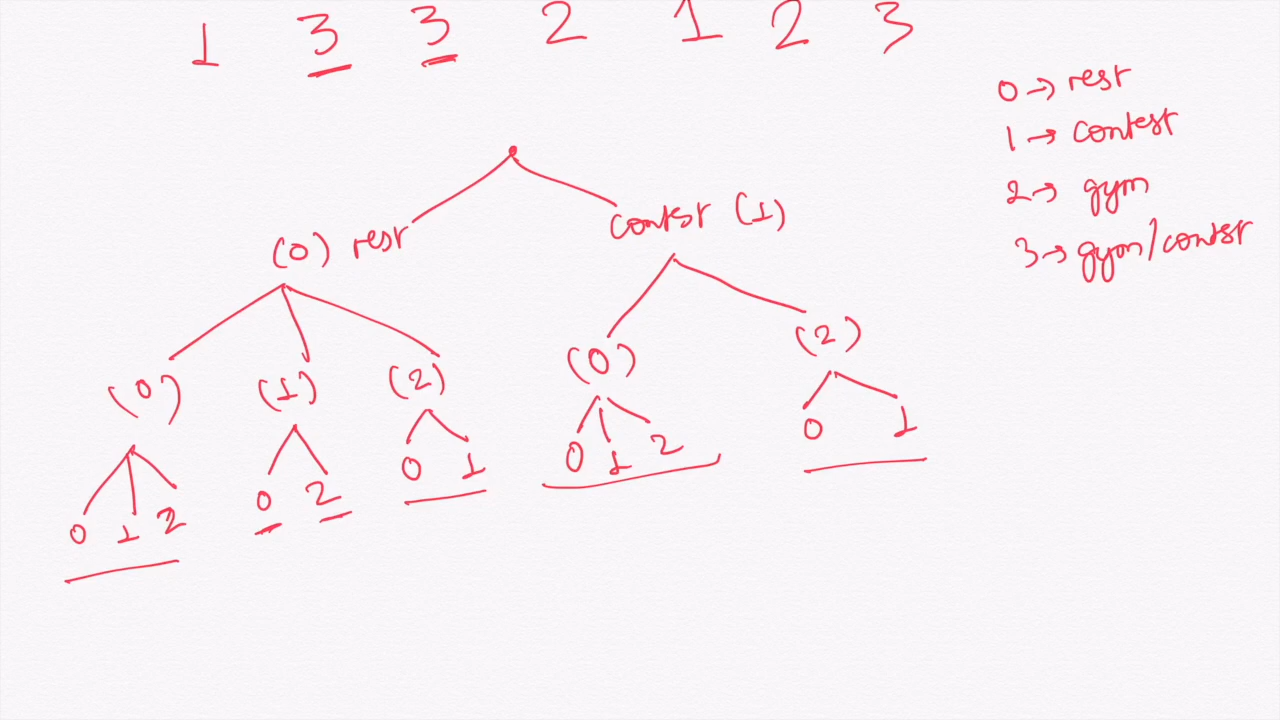 1 3 3 2 1 2 3
0 → rest
1 → contest
2 → gym
3 → gym/contest
(0) rest
contest (1)
(0) (1) (2) (0) (2)
0 1 2 0 2 0 1 0 1 2 0 1